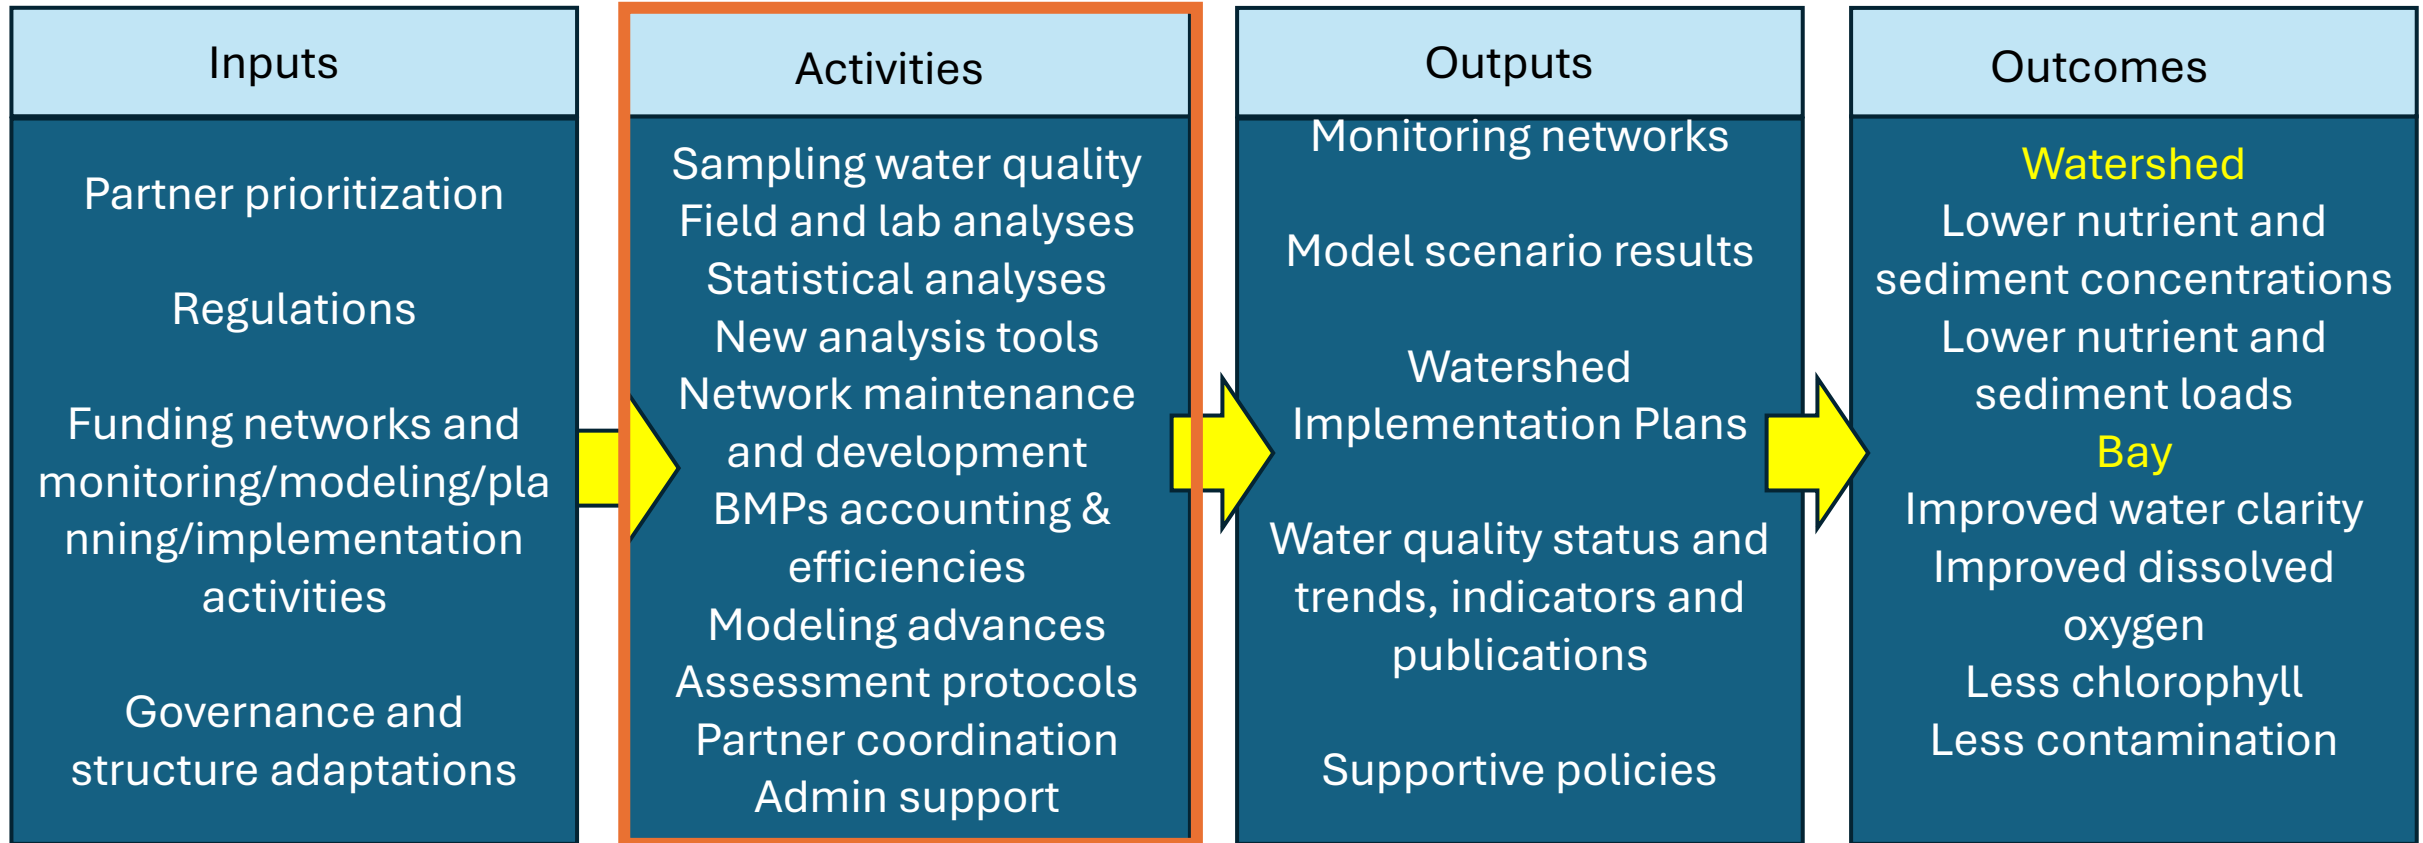 Inputs
Partner prioritization
Regulations
Funding networks and
monitoring/modeling/pla
nning/implementation
activities
Governance and
structure adaptations
Activities
Sampling water quality
Field and lab analyses
Statistical analyses
New analysis tools
Network maintenance
and development
BMPs accounting &
efficiencies
Modeling advances
Assessment protocols
Partner coordination
Admin support
Outputs
Monitoring networks
Model scenario results
Watershed
Implementation Plans
Water quality status and
trends, indicators and
publications
Supportive policies
Outcomes
Watershed
Lower nutrient and
sediment concentrations
Lower nutrient and
sediment loads
Bay
Improved water clarity
Improved dissolved
oxygen
Less chlorophyll
Less contamination